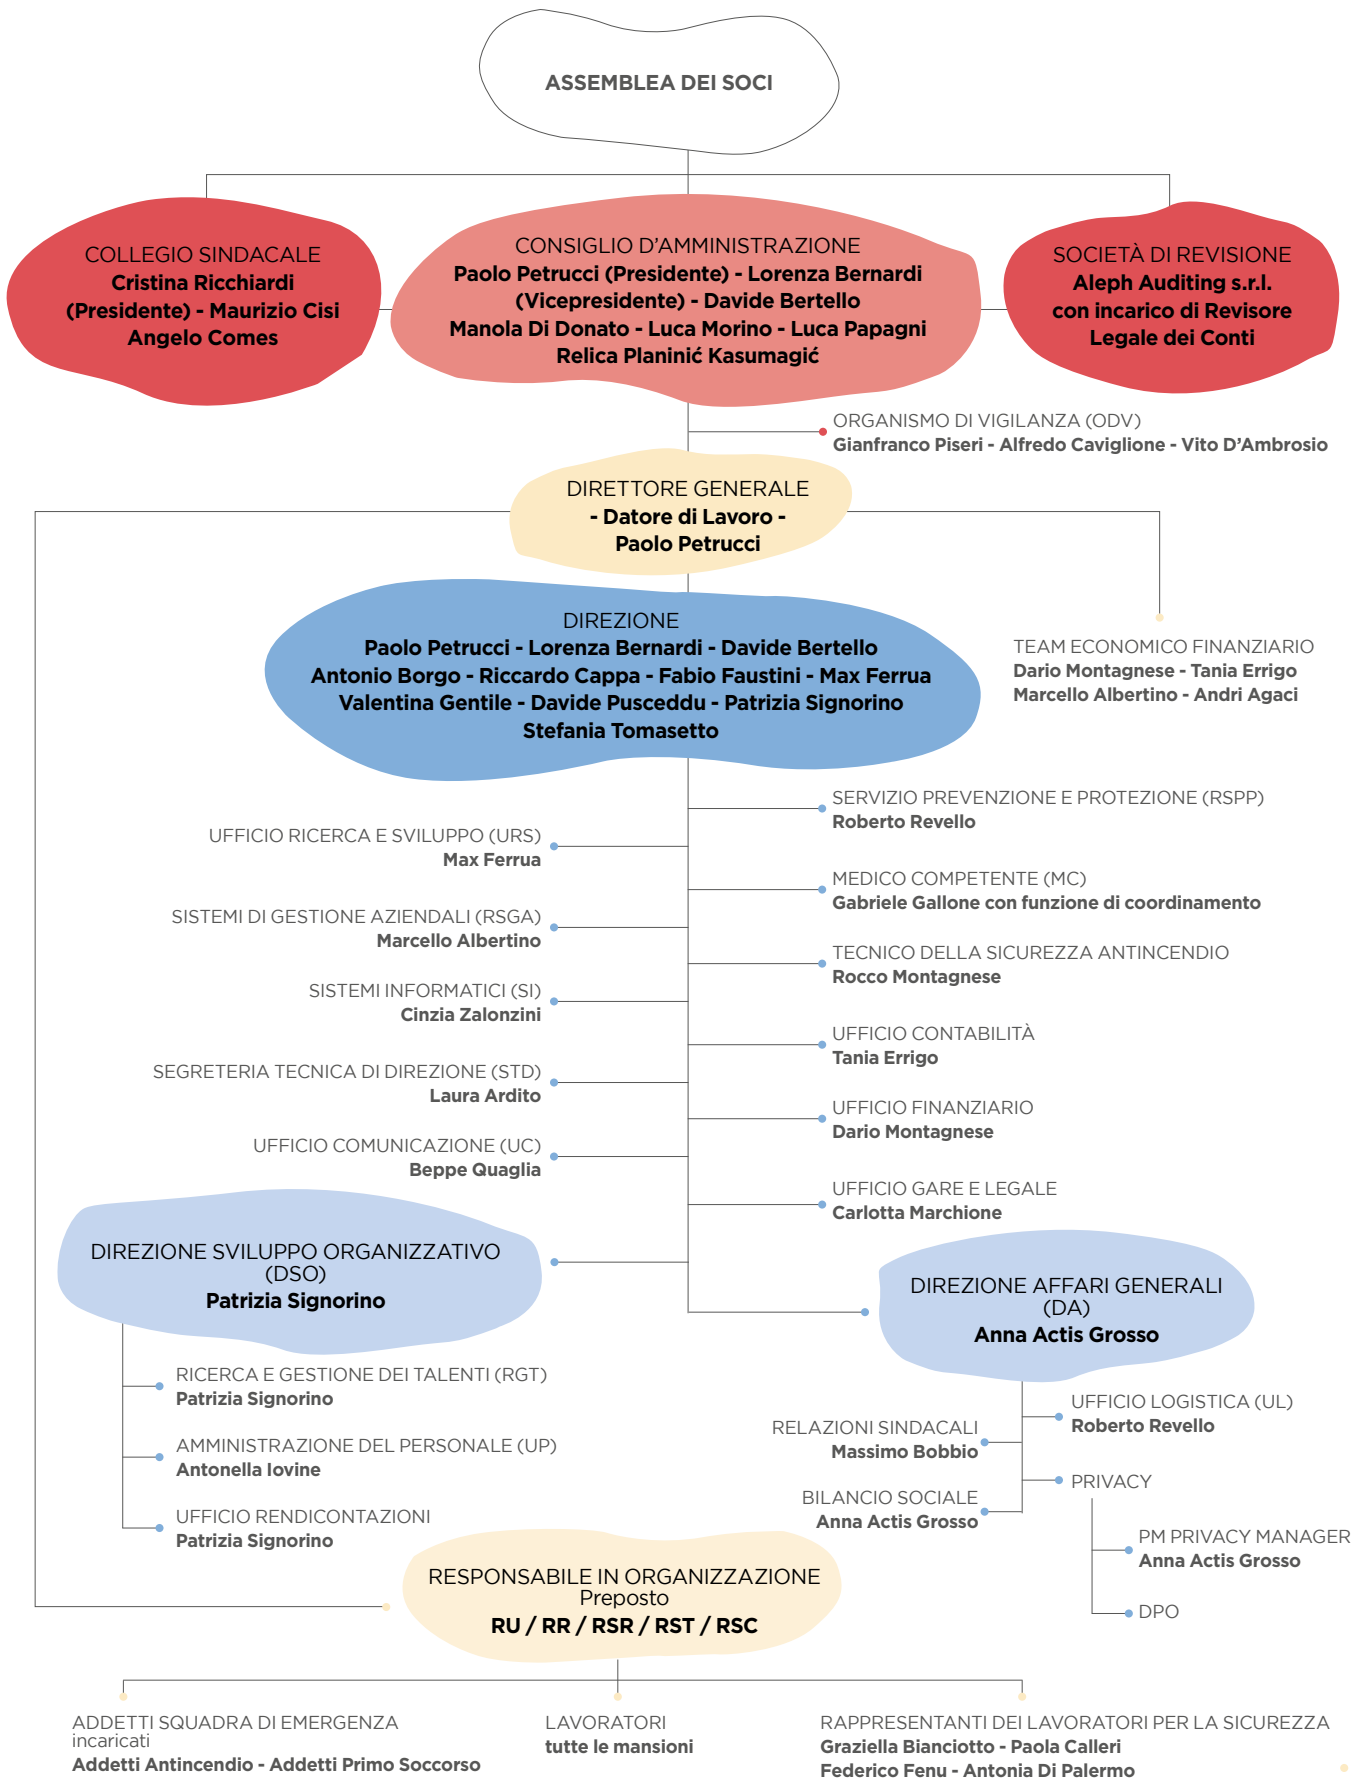 ASSEMBLEA DEI SOCI
COLLEGIO SINDACALE
Cristina Ricchiardi
(Presidente) - Maurizio Cisi
Angelo Comes
CONSIGLIO D'AMMINISTRAZIONE
Paolo Petrucci (Presidente) - Lorenza Bernardi
(Vicepresidente) - Davide Bertello
Manola Di Donato - Luca Morino - Luca Papagni
Relica Planinić Kasumagić
SOCIETÀ DI REVISIONE
Aleph Auditing s.r.l.
con incarico di Revisore
Legale dei Conti
ORGANISMO DI VIGILANZA (ODV)
Gianfranco Piseri - Alfredo Caviglione - Vito D'Ambrosio
DIRETTORE GENERALE
- Datore di Lavoro -
Paolo Petrucci
DIREZIONE
Paolo Petrucci - Lorenza Bernardi - Davide Bertello
Antonio Borgo - Riccardo Cappa - Fabio Faustini - Max Ferrua
Valentina Gentile - Davide Pusceddu - Patrizia Signorino
Stefania Tomasetto
TEAM ECONOMICO FINANZIARIO
Dario Montagnese - Tania Errigo
Marcello Albertino - Andri Agaci
UFFICIO RICERCA E SVILUPPO (URS)
Max Ferrua
SISTEMI DI GESTIONE AZIENDALI (RSGA)
Marcello Albertino
SISTEMI INFORMATICI (SI)
Cinzia Zalonzini
SEGRETERIA TECNICA DI DIREZIONE (STD)
Laura Ardito
UFFICIO COMUNICAZIONE (UC)
Beppe Quaglia
SERVIZIO PREVENZIONE E PROTEZIONE (RSPP)
Roberto Revello
MEDICO COMPETENTE (MC)
Gabriele Gallone con funzione di coordinamento
TECNICO DELLA SICUREZZA ANTINCENDIO
Rocco Montagnese
UFFICIO CONTABILITÀ
Tania Errigo
UFFICIO FINANZIARIO
Dario Montagnese
UFFICIO GARE E LEGALE
Carlotta Marchione
DIREZIONE SVILUPPO ORGANIZZATIVO
(DSO)
Patrizia Signorino
RICERCA E GESTIONE DEI TALENTI (RGT)
Patrizia Signorino
AMMINISTRAZIONE DEL PERSONALE (UP)
Antonella Iovine
UFFICIO RENDICONTAZIONI
Patrizia Signorino
DIREZIONE AFFARI GENERALI
(DA)
Anna Actis Grosso
RELAZIONI SINDACALI
Massimo Bobbio
BILANCIO SOCIALE
Anna Actis Grosso
UFFICIO LOGISTICA (UL)
Roberto Revello
PRIVACY
PM PRIVACY MANAGER
Anna Actis Grosso
DPO
RESPONSABILE IN ORGANIZZAZIONE
Preposto
RU / RR / RSR / RST / RSC
ADDETTI SQUADRA DI EMERGENZA
incaricati
Addetti Antincendio - Addetti Primo Soccorso
LAVORATORI
tutte le mansioni
RAPPRESENTANTI DEI LAVORATORI PER LA SICUREZZA
Graziella Bianciotto - Paola Calleri
Federico Fenu - Antonia Di Palermo